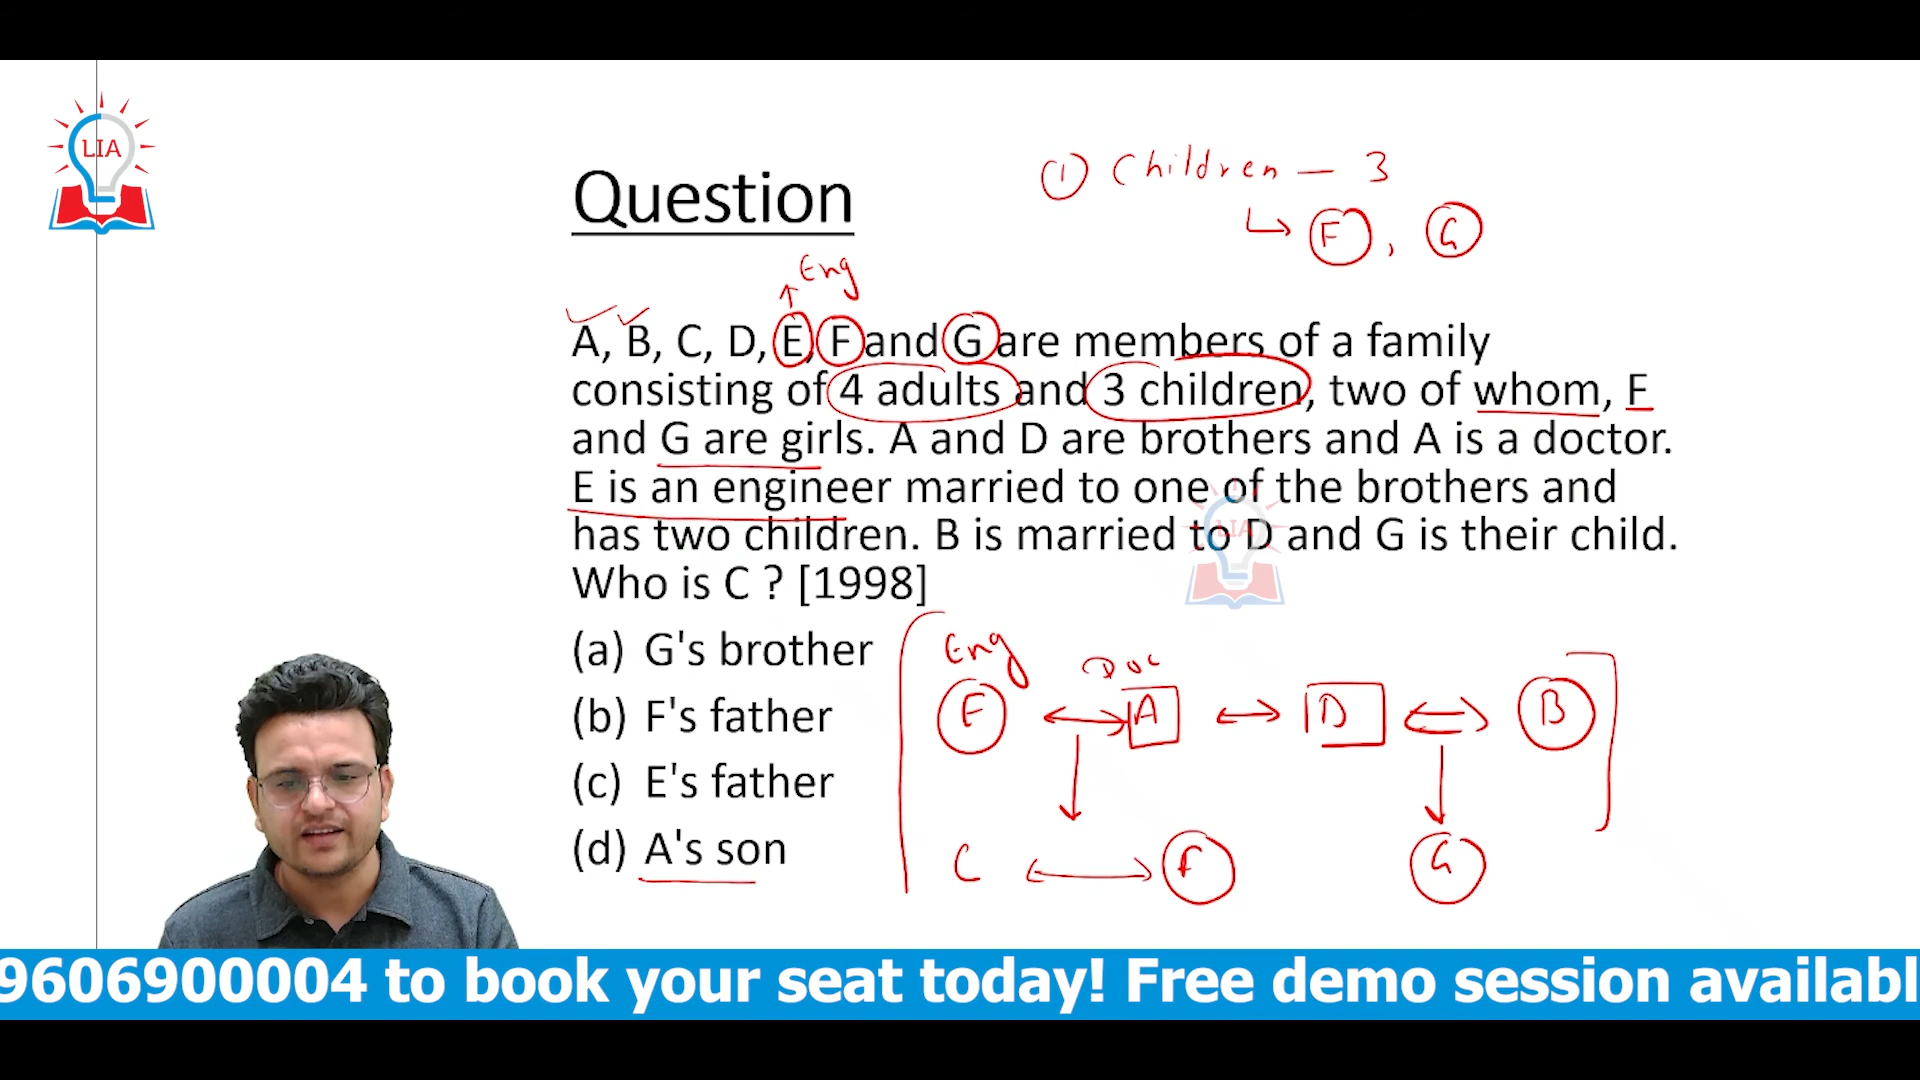 LIA
Question
① Children — 3
↳ F, G
Eng
A, B, C, D, E, F and G are members of a family
consisting of 4 adults and 3 children, two of whom, F
and G are girls. A and D are brothers and A is a doctor.
E is an engineer married to one of the brothers and
has two children. B is married to D and G is their child.
Who is C ? [1998]
LIA
(a) G's brother
(b) F's father
(c) E's father
(d) A's son
Eng Doc
A D B
C F G
9606900004 to book your seat today! Free demo session availabl